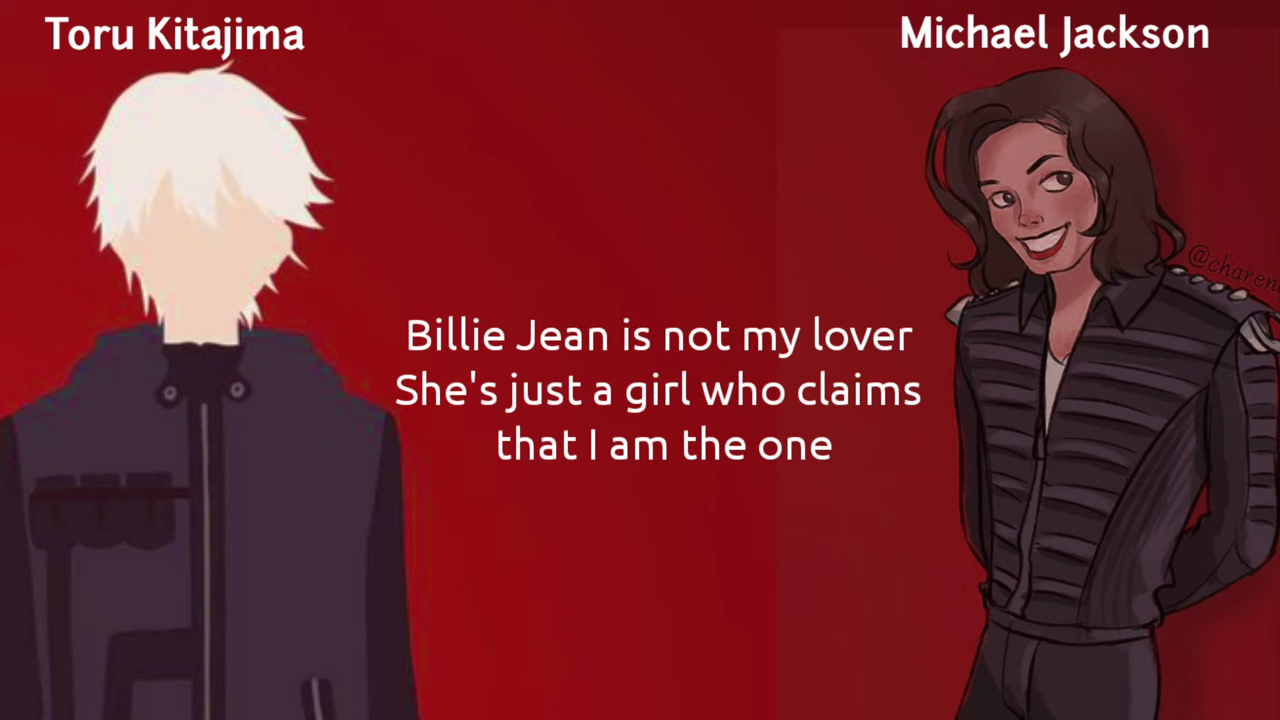 Toru Kitajima
Michael Jackson
@charen
Billie Jean is not my lover
She's just a girl who claims
that I am the one